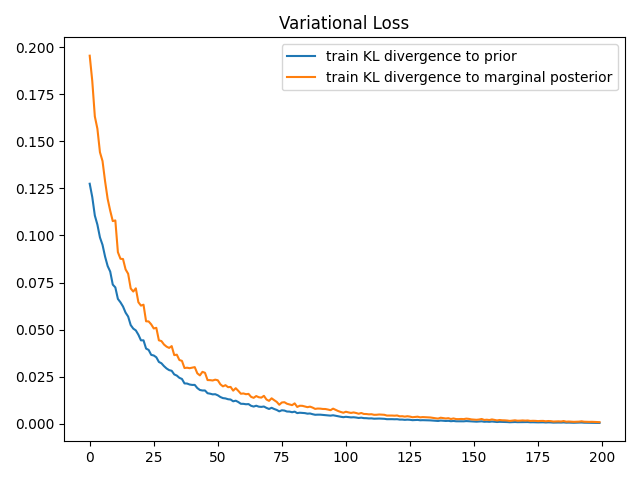 Variational Loss
train KL divergence to prior
train KL divergence to marginal posterior
0.200
0.175
0.150
0.125
0.100
0.075
0.050
0.025
0.000
0 25 50 75 100 125 150 175 200